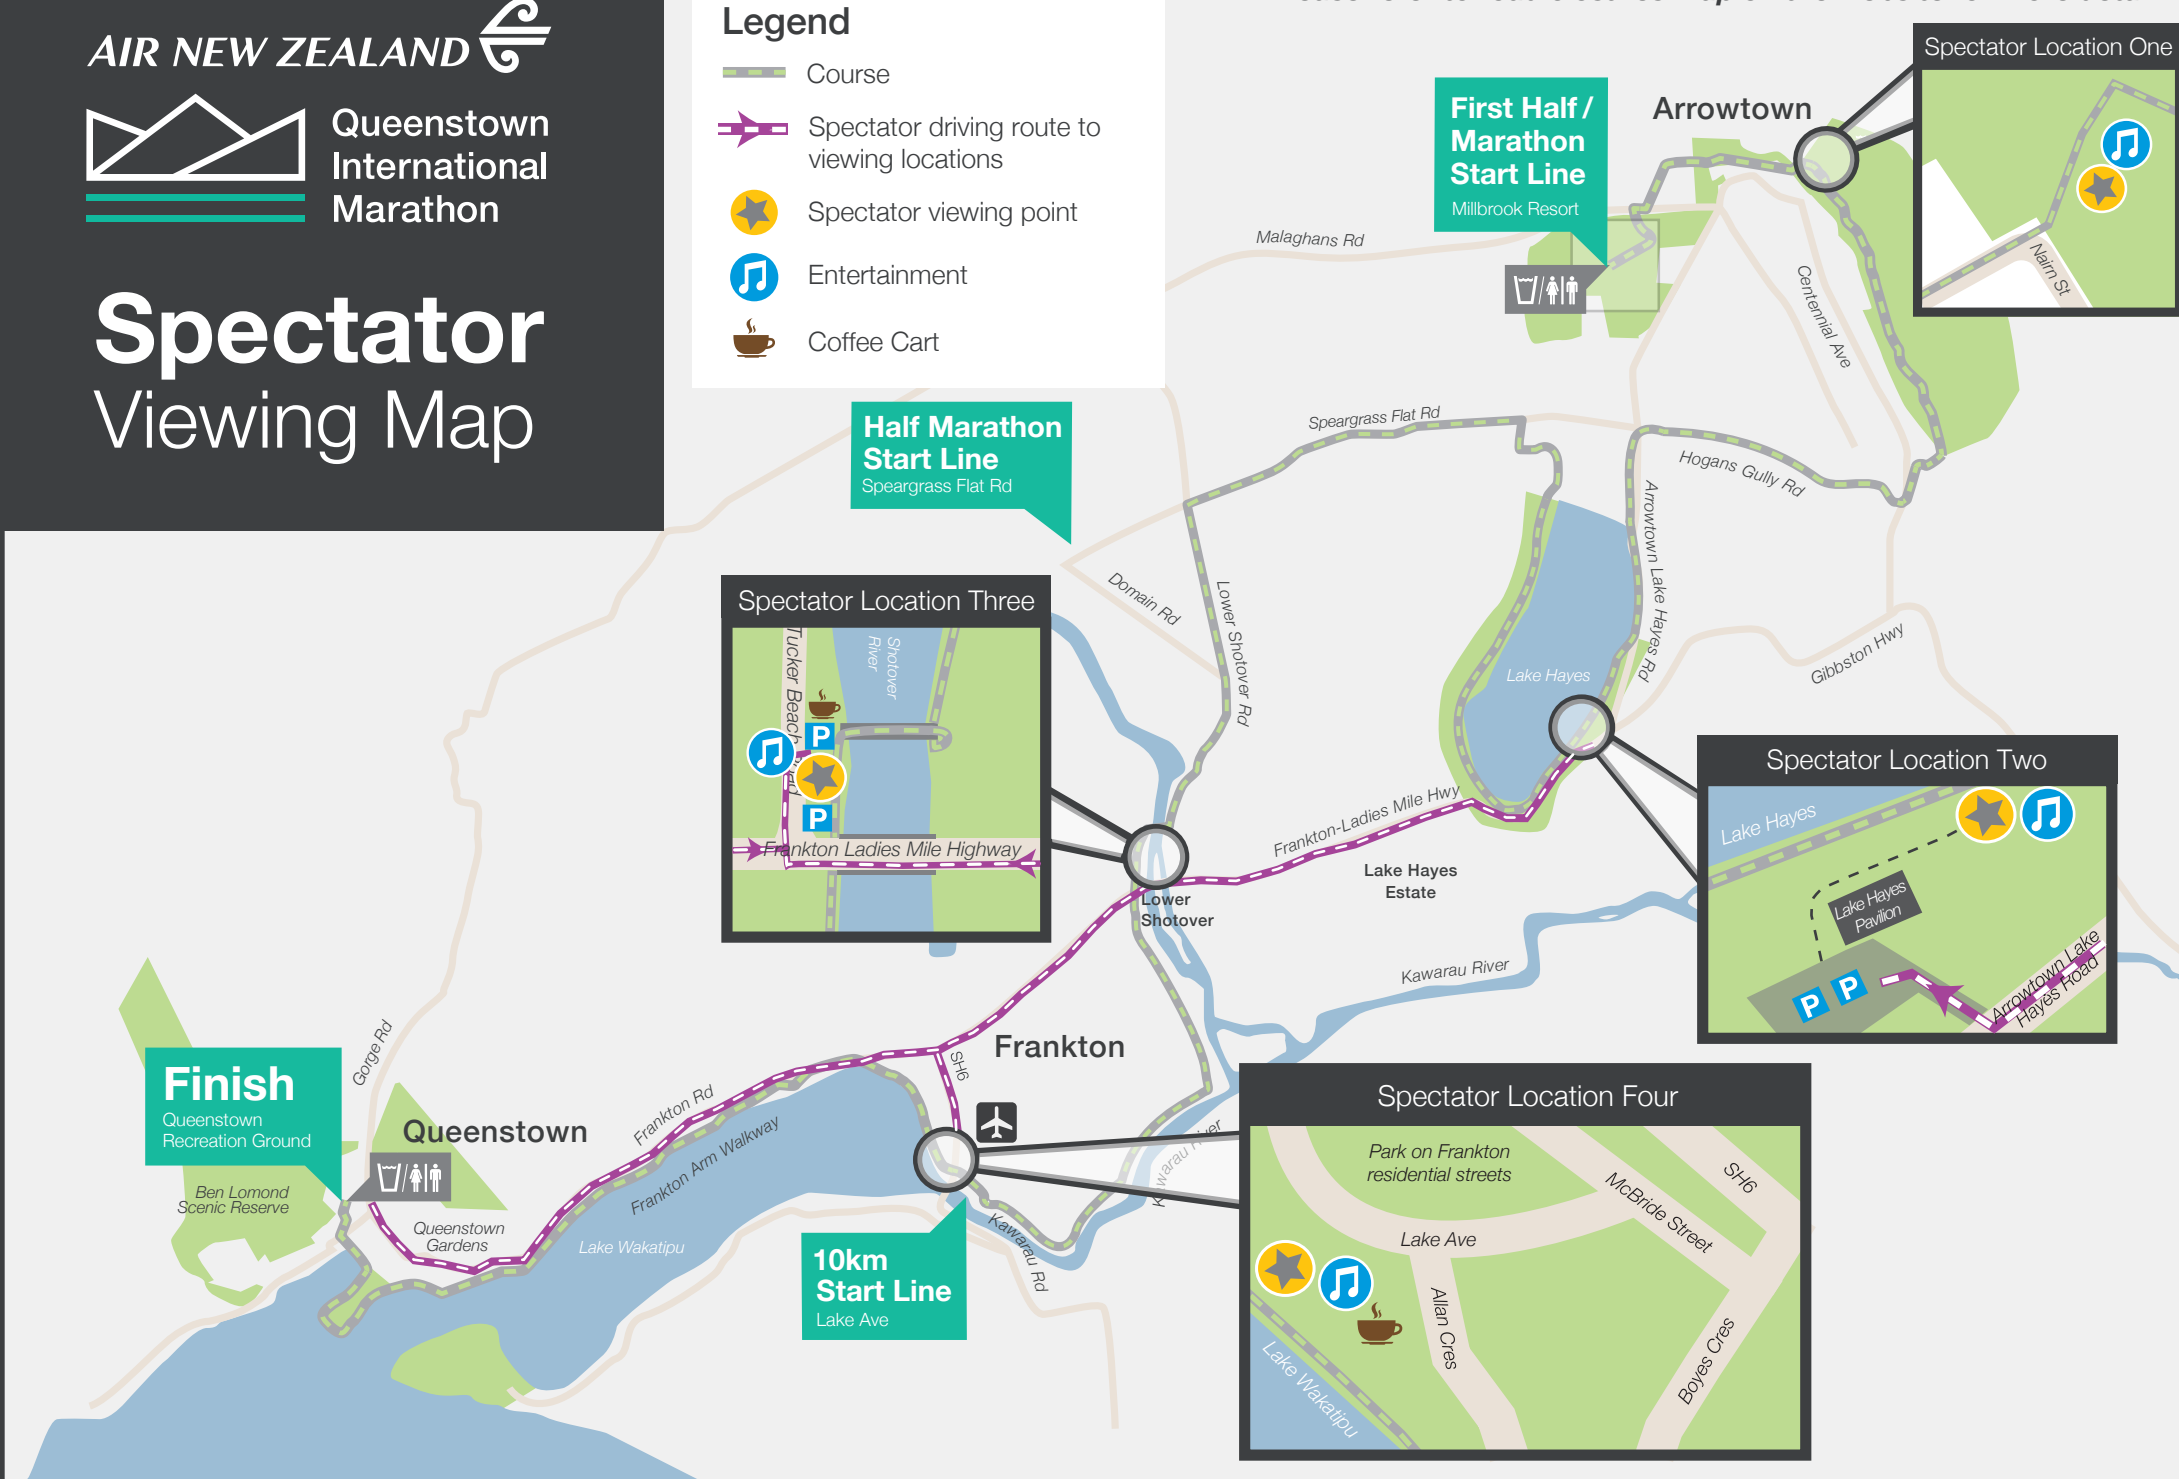 AIR NEW ZEALAND
Queenstown
International
Marathon
Spectator
Viewing Map
Legend
Course
Spectator driving route to
viewing locations
Spectator viewing point
Entertainment
Coffee Cart
First Half /
Marathon
Start Line
Millbrook Resort
Arrowtown
Spectator Location One
Nairn St
Malaghans Rd
Centennial Ave
Half Marathon
Start Line
Speargrass Flat Rd
Speargrass Flat Rd
Hogans Gully Rd
Arrowtown Lake Hayes Rd
Domain Rd
Lower Shotover Rd
Gibbston Hwy
Lake Hayes
Spectator Location Three
Tucker Beach Road
Shotover
River
P
P
Frankton Ladies Mile Highway
Frankton-Ladies Mile Hwy
Lake Hayes
Estate
Lower
Shotover
Spectator Location Two
Lake Hayes
Lake Hayes
Pavilion
P
P
Arrowtown Lake
Hayes Road
Kawarau River
Gorge Rd
Frankton
SH6
Finish
Queenstown
Recreation Ground
Queenstown
Frankton Rd
Frankton Arm Walkway
Ben Lomond
Scenic Reserve
Queenstown
Gardens
Lake Wakatipu
Kawarau River
Kawarau Rd
10km
Start Line
Lake Ave
Spectator Location Four
Park on Frankton
residential streets
SH6
McBride Street
Lake Ave
Allan Cres
Boyes Cres
Lake Wakatipu